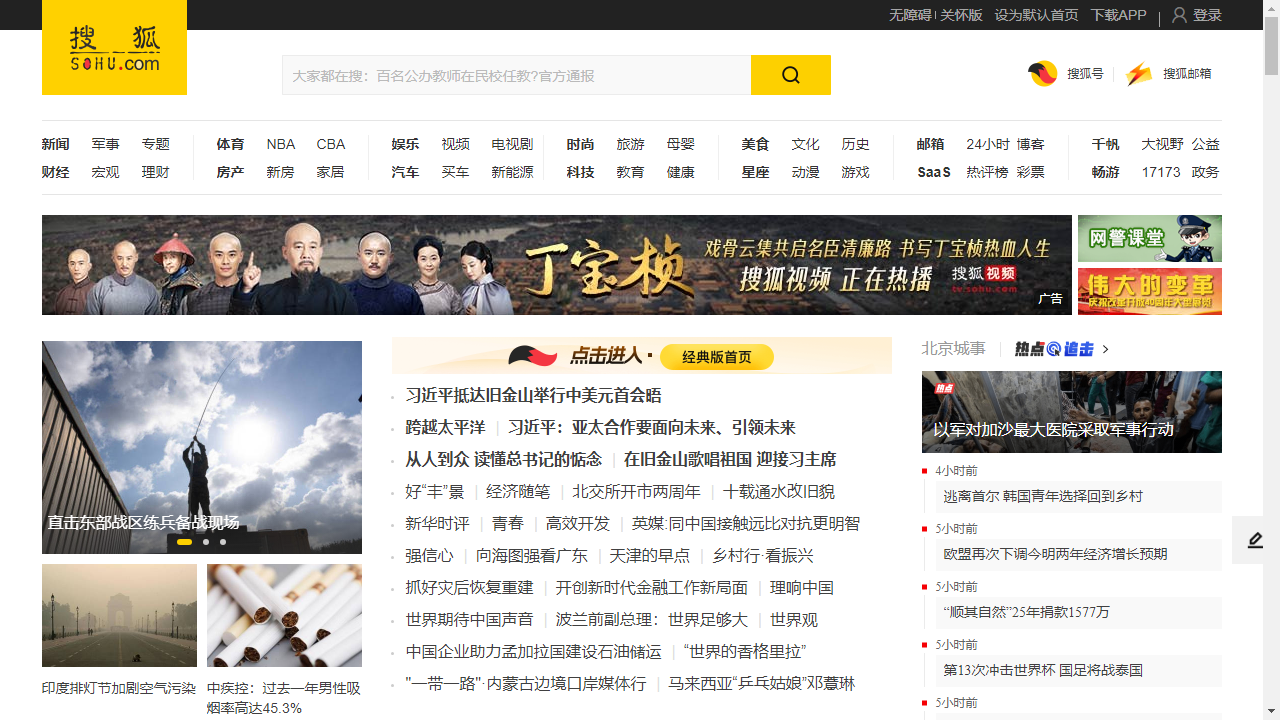 无障碍 关怀版 设为默认首页 下载APP 登录
搜狐
SOHU.com
大家都在搜：百名公办教师在民校任教?官方通报
搜狐号 搜狐邮箱
新闻 军事 专题 体育 NBA CBA 娱乐 视频 电视剧 时尚 旅游 母婴 美食 文化 历史 邮箱 24小时 博客 千帆 大视野 公益
财经 宏观 理财 房产 新房 家居 汽车 买车 新能源 科技 教育 健康 星座 动漫 游戏 SaaS 热评榜 彩票 畅游 17173 政务
丁宝桢
戏骨云集共启名臣清廉路 书写丁宝桢热血人生
搜狐视频 正在热播 搜狐视频
tv.sohu.com
广告
网警课堂
伟大的变革
庆祝改革开放40周年大型展览
直击东部战区练兵备战现场
印度排灯节加剧空气污染
中疾控：过去一年男性吸
烟率高达45.3%
点击进入 经典版首页
习近平抵达旧金山举行中美元首会晤
跨越太平洋 习近平：亚太合作要面向未来、引领未来
从人到众 读懂总书记的惦念 在旧金山歌唱祖国 迎接习主席
好“丰”景 经济随笔 北交所开市两周年 十载通水改旧貌
新华时评 青春 高效开发 英媒:同中国接触远比对抗更明智
强信心 向海图强看广东 天津的早点 乡村行·看振兴
抓好灾后恢复重建 开创新时代金融工作新局面 理响中国
世界期待中国声音 波兰前副总理：世界足够大 世界观
中国企业助力孟加拉国建设石油储运 “世界的香格里拉”
"一带一路"·内蒙古边境口岸媒体行 马来西亚“乒乓姑娘”邓薏琳
北京城事 热点追击
热点
以军对加沙最大医院采取军事行动
4小时前
逃离首尔 韩国青年选择回到乡村
5小时前
欧盟再次下调今明两年经济增长预期
5小时前
“顺其自然”25年捐款1577万
5小时前
第13次冲击世界杯 国足将战泰国
5小时前